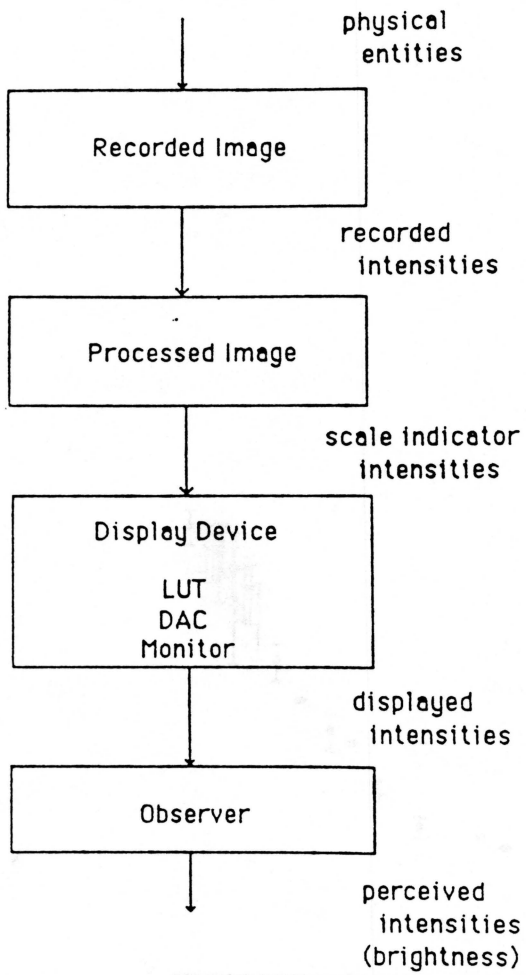 physical
entities
Recorded Image
recorded
intensities
Processed Image
scale indicator
intensities
Display Device
LUT
DAC
Monitor
displayed
intensities
Observer
perceived
intensities
(brightness)